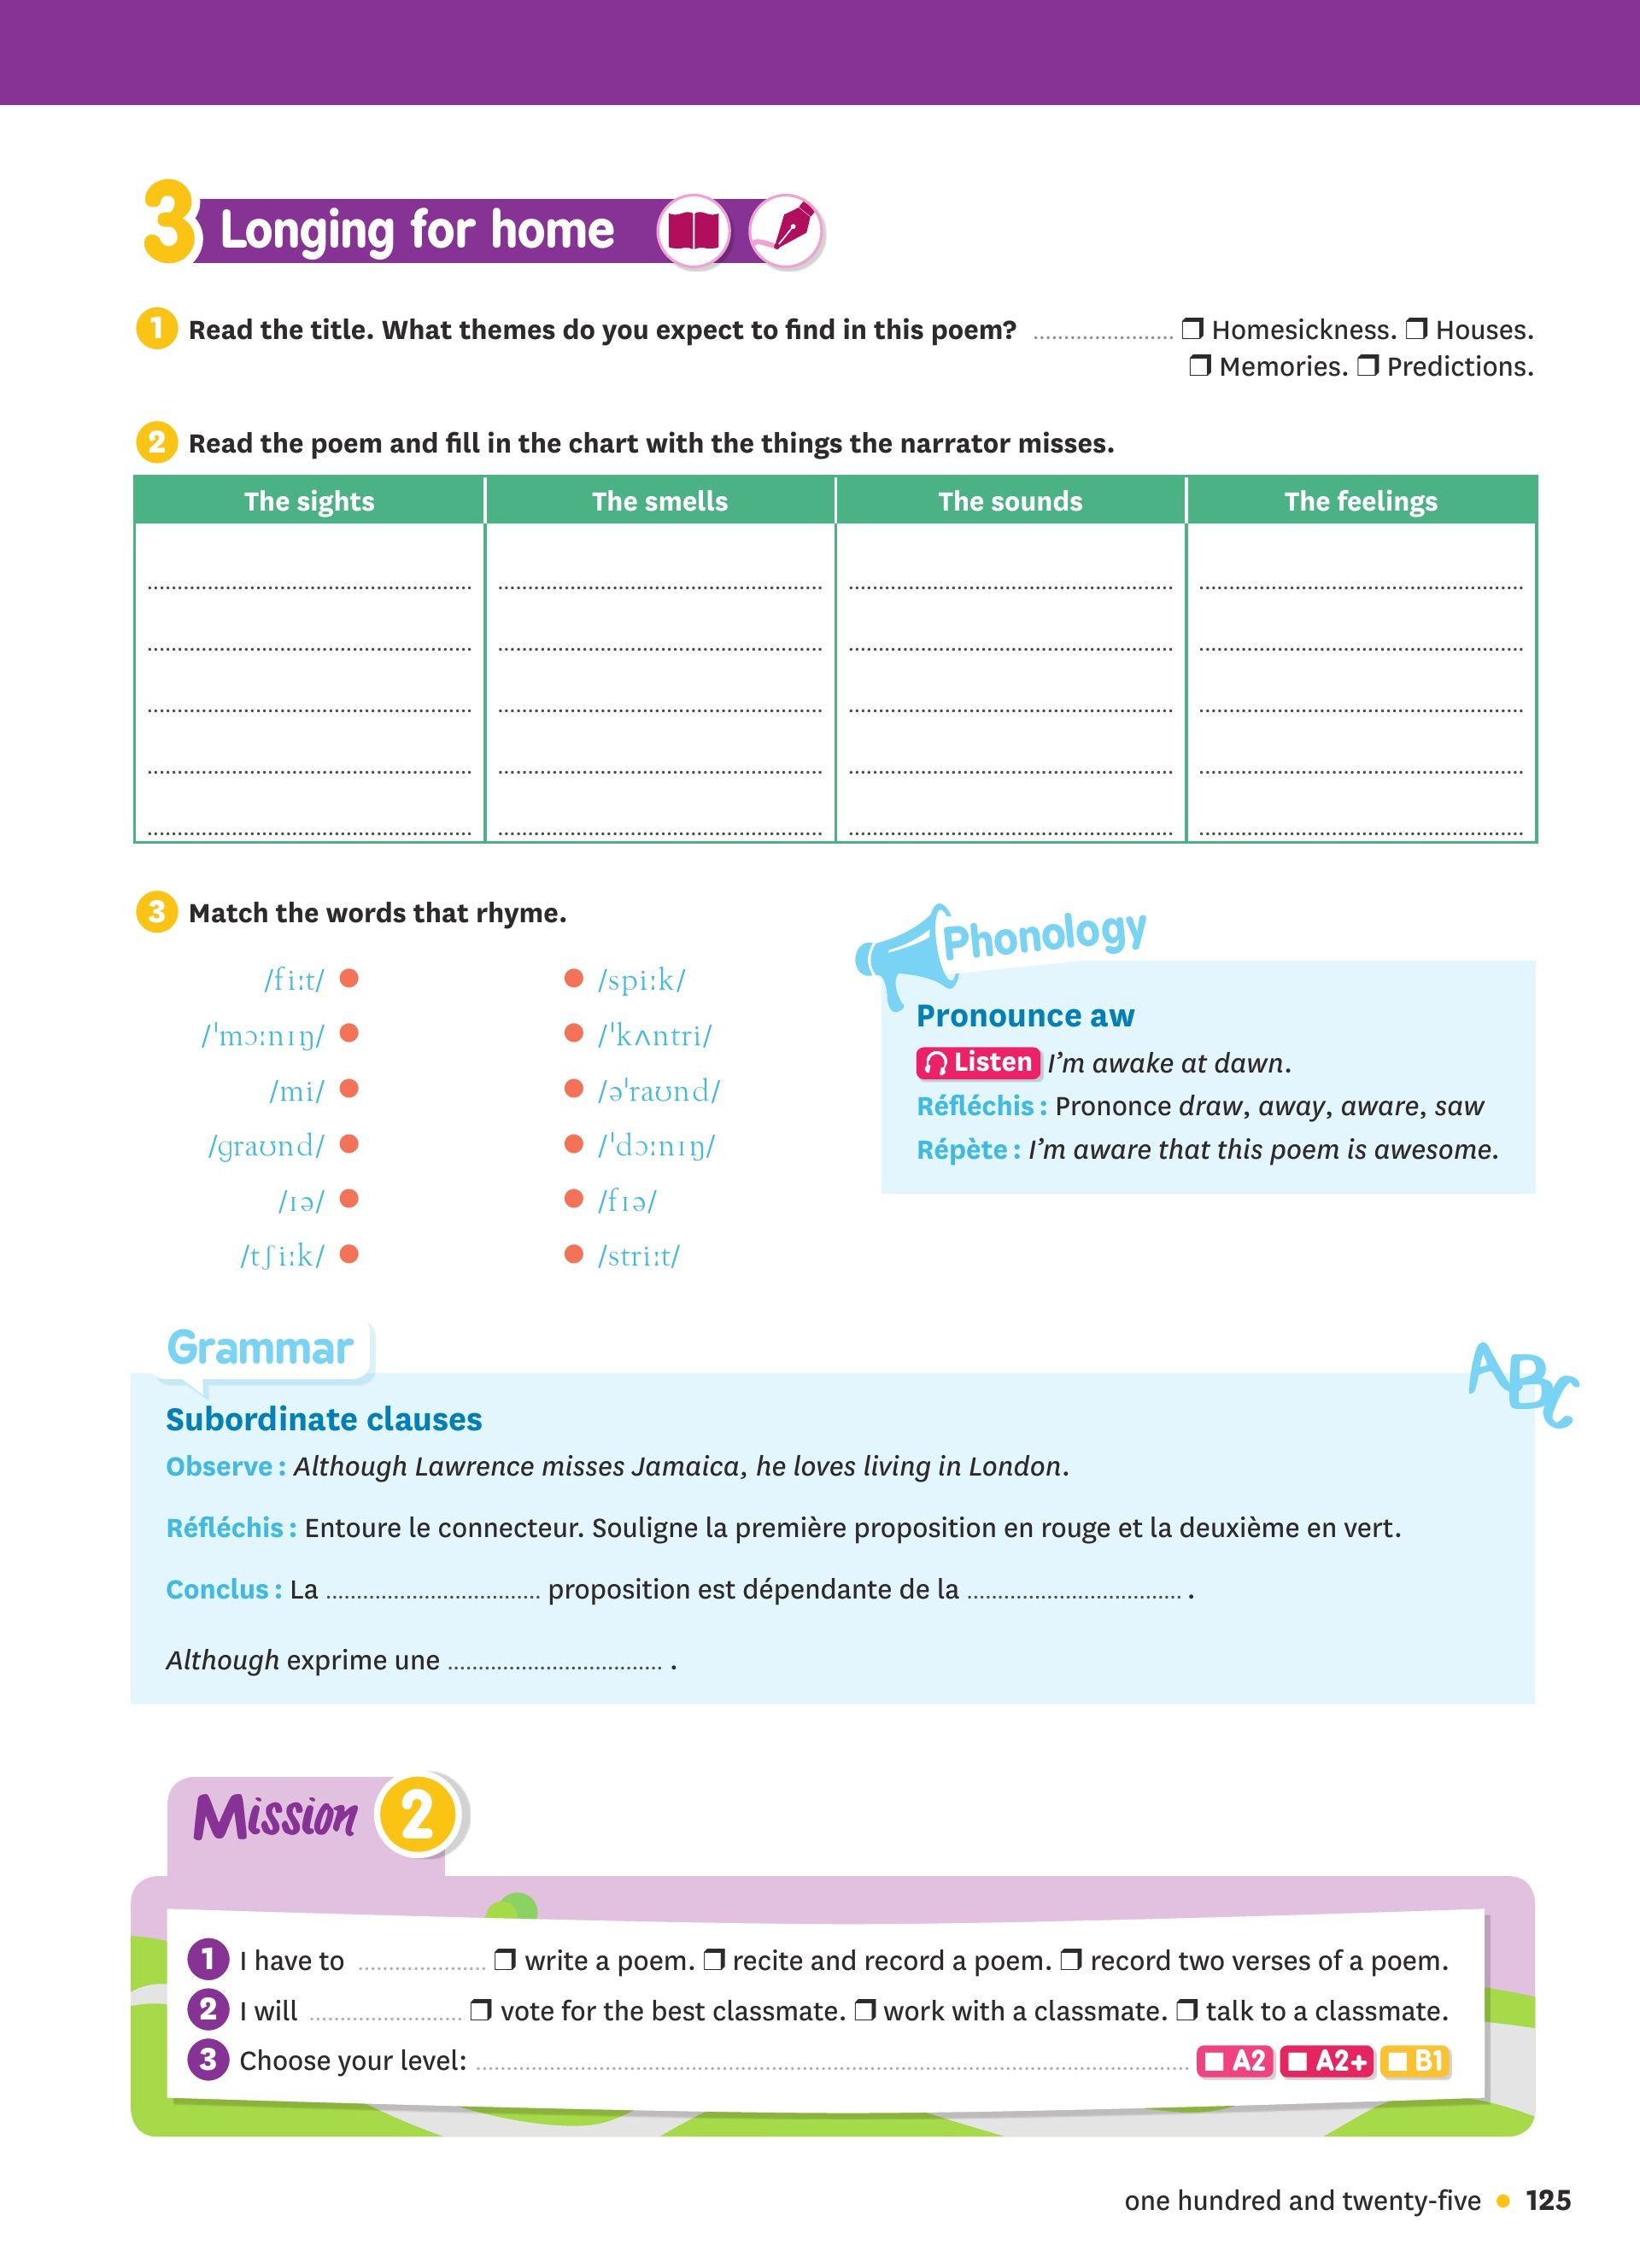 3 Longing for home
1 Read the title. What themes do you expect to find in this poem? ....................... ❒ Homesickness. ❒ Houses.
❒ Memories. ❒ Predictions.
2 Read the poem and fill in the chart with the things the narrator misses.
The sights The smells The sounds The feelings
3 Match the words that rhyme.
/fiːt/ • • /spiːk/
/ˈmɔːnɪŋ/ • • /ˈkʌntri/
/mi/ • • /əˈraʊnd/
/graʊnd/ • • /ˈdɔːnɪŋ/
/ɪə/ • • /fɪə/
/tʃiːk/ • • /striːt/
Phonology
Pronounce aw
Listen I'm awake at dawn.
Réfléchis : Prononce draw, away, aware, saw
Répète : I'm aware that this poem is awesome.
Grammar
ABC
Subordinate clauses
Observe : Although Lawrence misses Jamaica, he loves living in London.
Réfléchis : Entoure le connecteur. Souligne la première proposition en rouge et la deuxième en vert.
Conclus : La ................................... proposition est dépendante de la ................................... .
Although exprime une ................................... .
Mission 2
1 I have to ..................... ❒ write a poem. ❒ recite and record a poem. ❒ record two verses of a poem.
2 I will ......................... ❒ vote for the best classmate. ❒ work with a classmate. ❒ talk to a classmate.
3 Choose your level: ..................................................... A2 A2+ B1
one hundred and twenty-five • 125